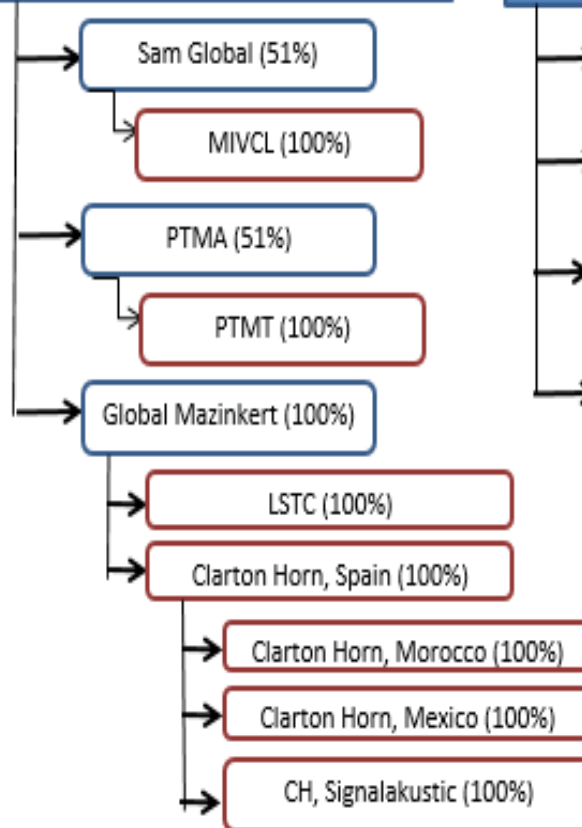 Sam Global (51%)
MIVCL (100%)
PTMA (51%)
PTMT (100%)
Global Mazinkert (100%)
LSTC (100%)
Clarton Horn, Spain (100%)
Clarton Horn, Morocco (100%)
Clarton Horn, Mexico (100%)
CH, Signalakustic (100%)